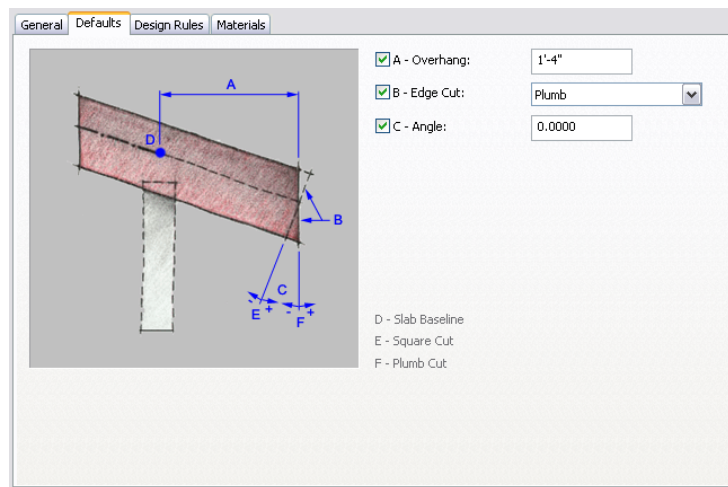 General Defaults Design Rules Materials
A - Overhang: 1'-4"
B - Edge Cut: Plumb
C - Angle: 0.0000
A
D
B
C
- + - +
E F
D - Slab Baseline
E - Square Cut
F - Plumb Cut